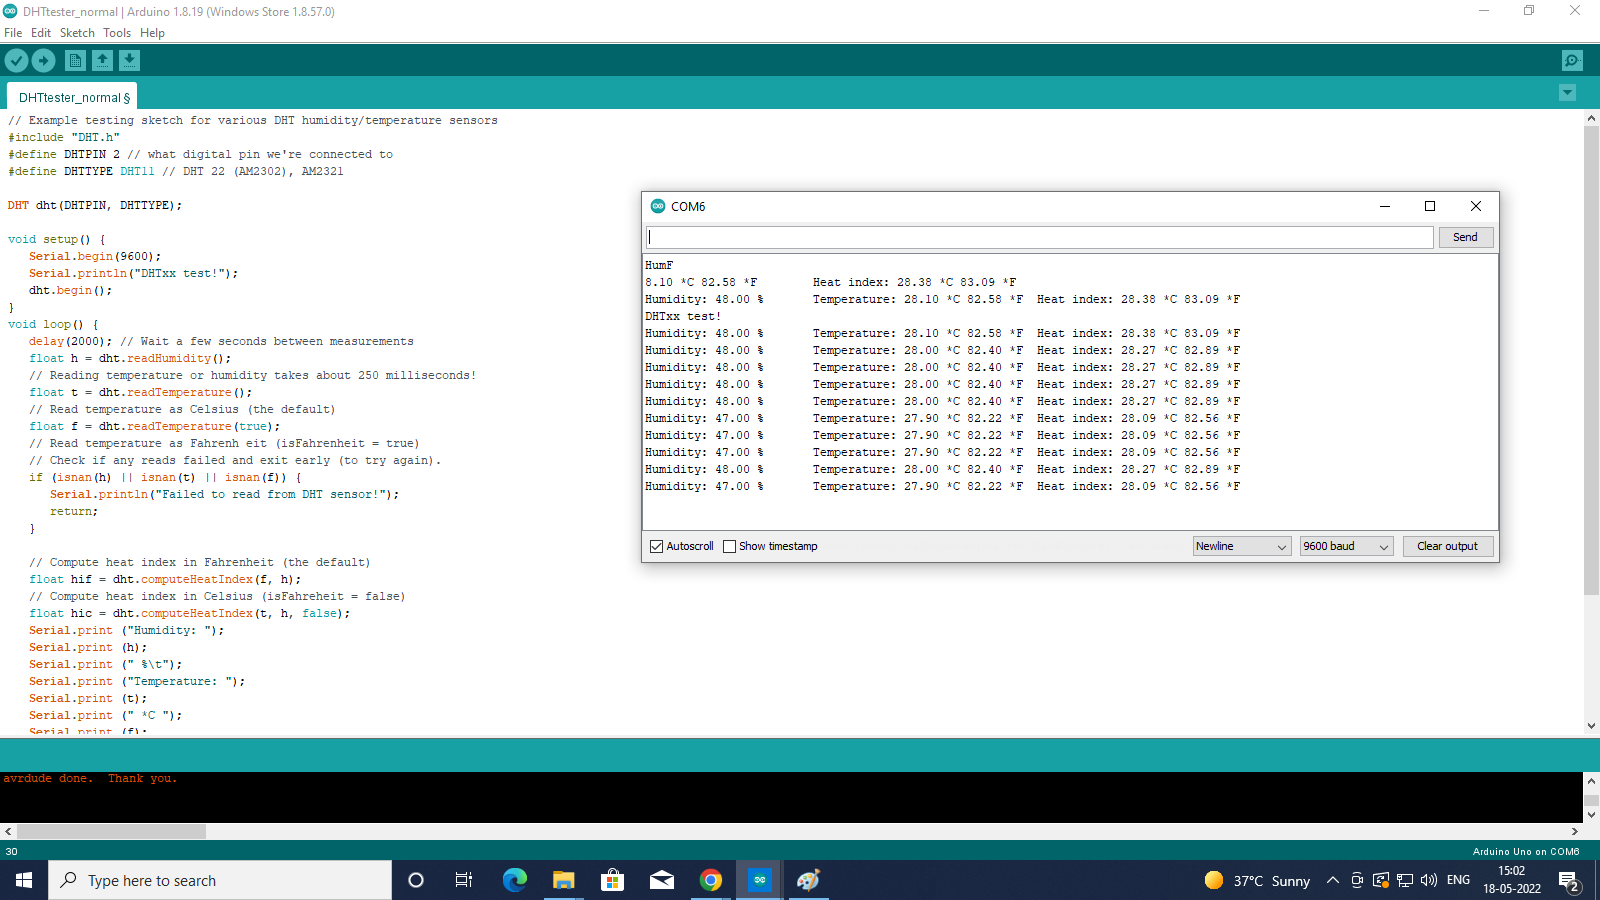 DHTtester_normal | Arduino 1.8.19 (Windows Store 1.8.57.0)
File Edit Sketch Tools Help
DHTtester_normal §
// Example testing sketch for various DHT humidity/temperature sensors
#include "DHT.h"
#define DHTPIN 2 // what digital pin we're connected to
#define DHTTYPE DHT11 // DHT 22 (AM2302), AM2321
DHT dht(DHTPIN, DHTTYPE);
void setup() {
Serial.begin(9600);
Serial.println("DHTxx test!");
dht.begin();
}
void loop() {
delay(2000); // Wait a few seconds between measurements
float h = dht.readHumidity();
// Reading temperature or humidity takes about 250 milliseconds!
float t = dht.readTemperature();
// Read temperature as Celsius (the default)
float f = dht.readTemperature(true);
// Read temperature as Fahrenh eit (isFahrenheit = true)
// Check if any reads failed and exit early (to try again).
if (isnan(h) || isnan(t) || isnan(f)) {
Serial.println("Failed to read from DHT sensor!");
return;
}
// Compute heat index in Fahrenheit (the default)
float hif = dht.computeHeatIndex(f, h);
// Compute heat index in Celsius (isFahreheit = false)
float hic = dht.computeHeatIndex(t, h, false);
Serial.print ("Humidity: ");
Serial.print (h);
Serial.print (" %\t");
Serial.print ("Temperature: ");
Serial.print (t);
Serial.print (" *C ");
Serial.print (f);
COM6
Send
HumF
8.10 *C 82.58 *F Heat index: 28.38 *C 83.09 *F
Humidity: 48.00 % Temperature: 28.10 *C 82.58 *F Heat index: 28.38 *C 83.09 *F
DHTxx test!
Humidity: 48.00 % Temperature: 28.10 *C 82.58 *F Heat index: 28.38 *C 83.09 *F
Humidity: 48.00 % Temperature: 28.00 *C 82.40 *F Heat index: 28.27 *C 82.89 *F
Humidity: 48.00 % Temperature: 28.00 *C 82.40 *F Heat index: 28.27 *C 82.89 *F
Humidity: 48.00 % Temperature: 28.00 *C 82.40 *F Heat index: 28.27 *C 82.89 *F
Humidity: 48.00 % Temperature: 28.00 *C 82.40 *F Heat index: 28.27 *C 82.89 *F
Humidity: 47.00 % Temperature: 27.90 *C 82.22 *F Heat index: 28.09 *C 82.56 *F
Humidity: 47.00 % Temperature: 27.90 *C 82.22 *F Heat index: 28.09 *C 82.56 *F
Humidity: 47.00 % Temperature: 27.90 *C 82.22 *F Heat index: 28.09 *C 82.56 *F
Humidity: 48.00 % Temperature: 28.00 *C 82.40 *F Heat index: 28.27 *C 82.89 *F
Humidity: 47.00 % Temperature: 27.90 *C 82.22 *F Heat index: 28.09 *C 82.56 *F
Autoscroll Show timestamp Newline 9600 baud Clear output
avrdude done. Thank you.
30 Arduino Uno on COM6
Type here to search
37°C Sunny ENG
15:02
18-05-2022
2